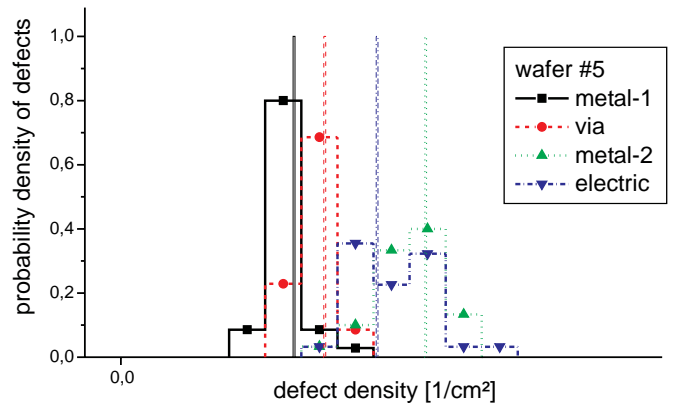 1,0
0,8
0,6
0,4
0,2
0,0
probability density of defects
wafer #5
metal-1
via
metal-2
electric
0,0
defect density [1/cm²]